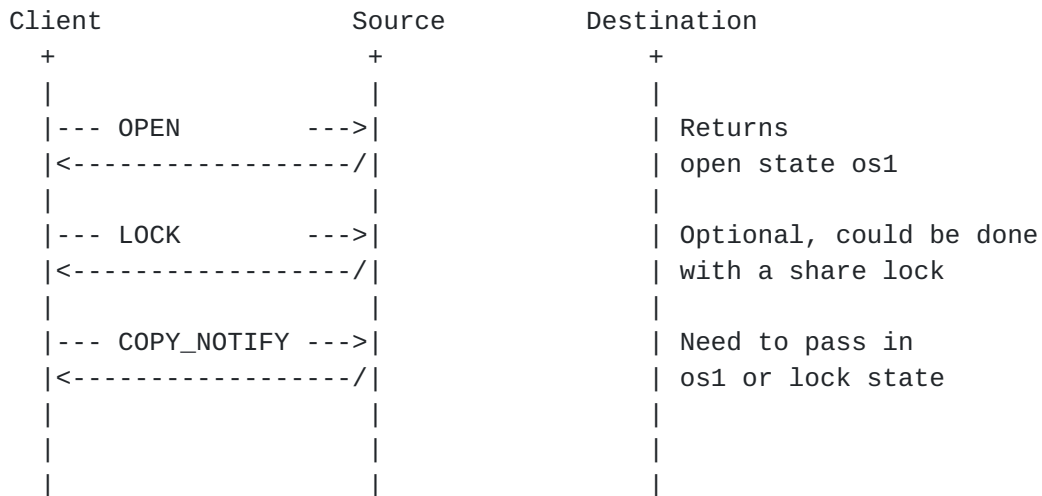 Client                Source         Destination
  +                    +                 +
  |                    |                 |
  |--- OPEN        --->|                 | Returns
  |<------------------/|                 | open state os1
  |                    |                 |
  |--- LOCK        --->|                 | Optional, could be done
  |<------------------/|                 | with a share lock
  |                    |                 |
  |--- COPY_NOTIFY --->|                 | Need to pass in
  |<------------------/|                 | os1 or lock state
  |                    |                 |
  |                    |                 |
  |                    |                 |